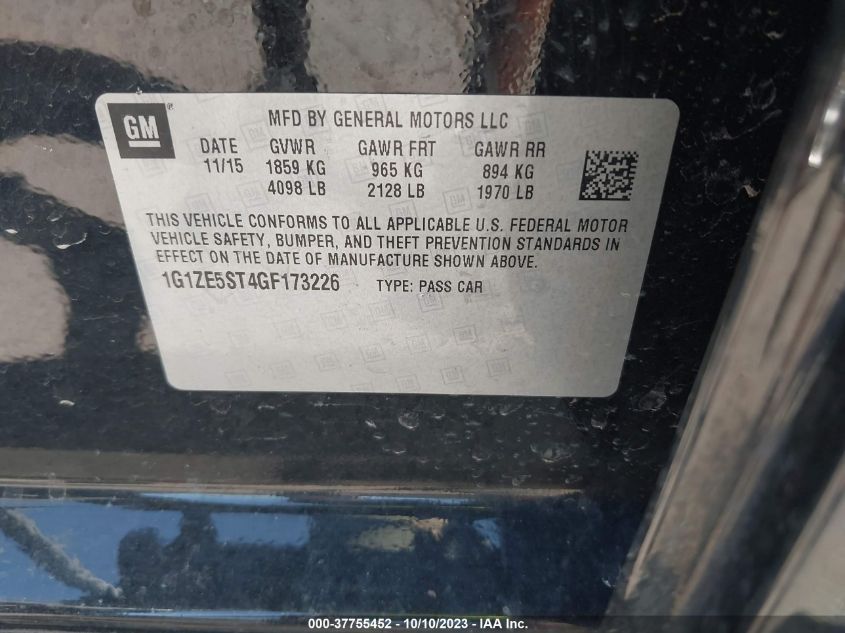 GM ®
MFD BY GENERAL MOTORS LLC
DATE GVWR GAWR FRT GAWR RR
11/15 1859 KG 965 KG 894 KG
4098 LB 2128 LB 1970 LB
THIS VEHICLE CONFORMS TO ALL APPLICABLE U.S. FEDERAL MOTOR
VEHICLE SAFETY, BUMPER, AND THEFT PREVENTION STANDARDS IN
EFFECT ON THE DATE OF MANUFACTURE SHOWN ABOVE.
1G1ZE5ST4GF173226 TYPE: PASS CAR
000-37755452 - 10/10/2023 - IAA Inc.